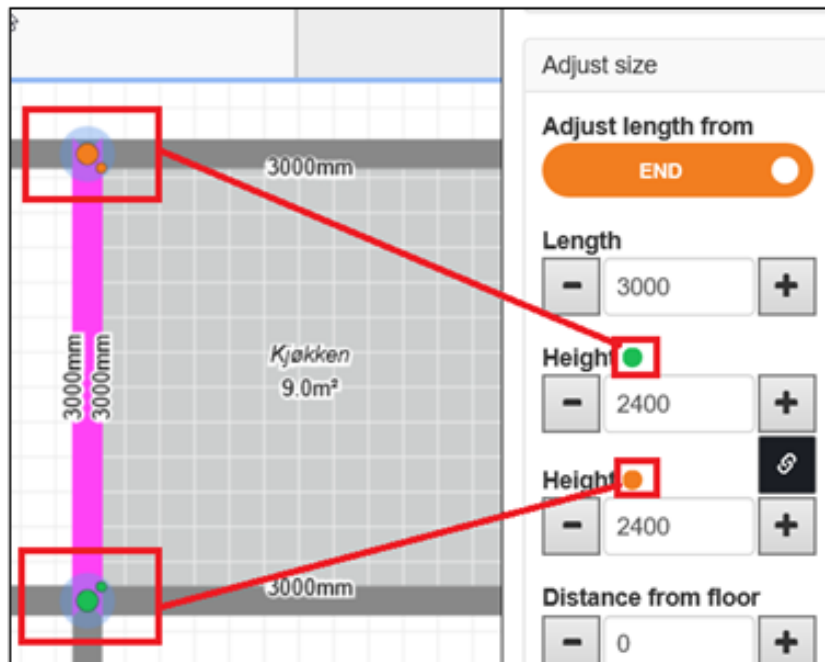 3000mm
3000mm
3000mm
Kjøkken
9.0m²
3000mm
Adjust size
Adjust length from
END
Length
3000
Height
2400
Height
2400
Distance from floor
0